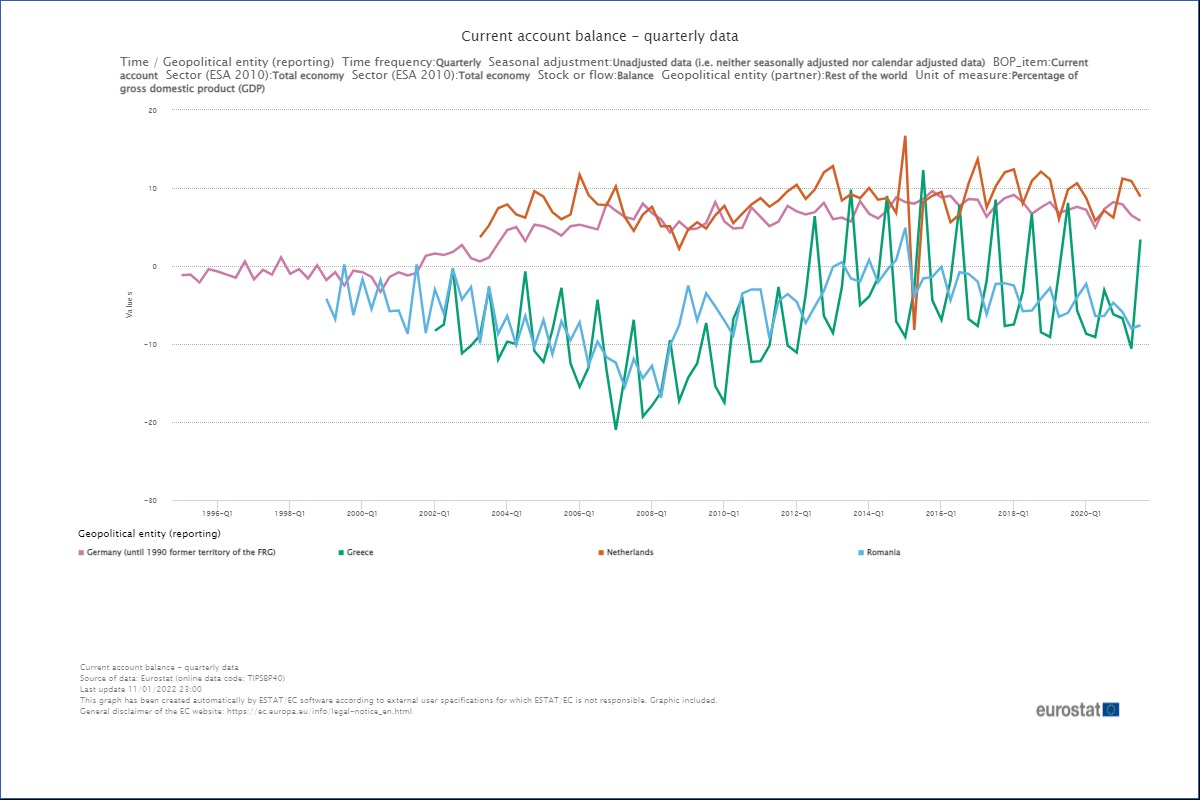 Current account balance - quarterly data
Time / Geopolitical entity (reporting) Time frequency:Quarterly Seasonal adjustment:Unadjusted data (i.e. neither seasonally adjusted nor calendar adjusted data) BOP_item:Current
account Sector (ESA 2010):Total economy Sector (ESA 2010):Total economy Stock or flow:Balance Geopolitical entity (partner):Rest of the world Unit of measure:Percentage of
gross domestic product (GDP)
20
10
0
-10
-20
-30
Values
1996-Q1 1998-Q1 2000-Q1 2002-Q1 2004-Q1 2006-Q1 2008-Q1 2010-Q1 2012-Q1 2014-Q1 2016-Q1 2018-Q1 2020-Q1
Geopolitical entity (reporting)
Germany (until 1990 former territory of the FRG) Greece Netherlands Romania
Current account balance - quarterly data
Source of data: Eurostat (online data code: TIPSBP40)
Last update 11/01/2022 23:00
This graph has been created automatically by ESTAT/EC software according to external user specifications for which ESTAT/EC is not responsible. Graphic included.
General disclaimer of the EC website: https://ec.europa.eu/info/legal-notice_en.html
eurostat